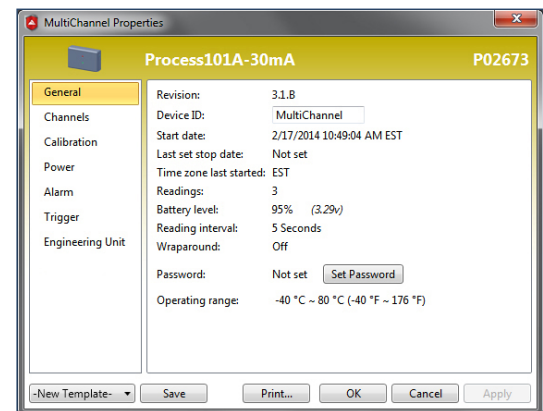 MultiChannel Properties
Process101A-30mA P02673
General
Channels
Calibration
Power
Alarm
Trigger
Engineering Unit
Revision: 3.1.B
Device ID: MultiChannel
Start date: 2/17/2014 10:49:04 AM EST
Last set stop date: Not set
Time zone last started: EST
Readings: 3
Battery level: 95% (3.29v)
Reading interval: 5 Seconds
Wraparound: Off
Password: Not set Set Password
Operating range: -40 °C ~ 80 °C (-40 °F ~ 176 °F)
-New Template- Save Print... OK Cancel Apply